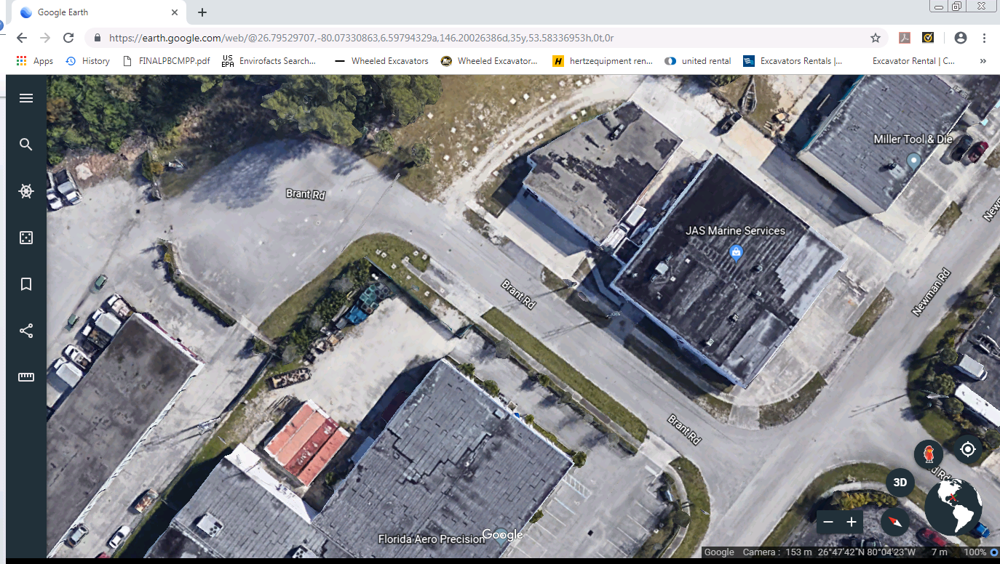 Google Earth
https://earth.google.com/web/@26.79529707,-80.07330863,6.59794329a,146.20026386d,35y,53.58336953h,0t,0r
Apps
History
FINALPBCMPP.pdf
US EPA
Envirofacts Search...
Wheeled Excavators
Wheeled Excavator...
H
hertzequipment ren...
united rental
Excavators Rentals |...
Excavator Rental | C...
»
Miller Tool & Die
Brant Rd
JAS Marine Services
Newman Rd
Brant Rd
Brant Rd
3D
Florida Aero Precision
Google
Google Camera : 153 m 26°47'42"N 80°04'23"W 7 m 100%